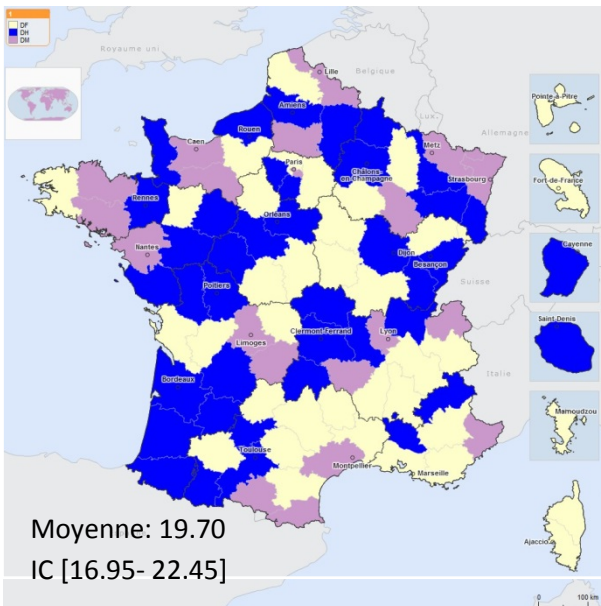 1
DF
DH
DM
Royaume uni
Belgique
Lille
Amiens
Lux.
Pointe-à-Pitre
Rouen
Allemagne
Caen
Metz
Paris
Châlons-
en-Champagne
Strasbourg
Fort-de-France
Rennes
Orléans
Nantes
Dijon
Besançon
Cayenne
Poitiers
Suisse
Saint-Denis
Clermont-Ferrand
Lyon
Limoges
Italie
Bordeaux
Mamoudzou
Toulouse
Montpellier
Marseille
Ajaccio
Moyenne: 19.70
IC [16.95- 22.45]
0 100 km